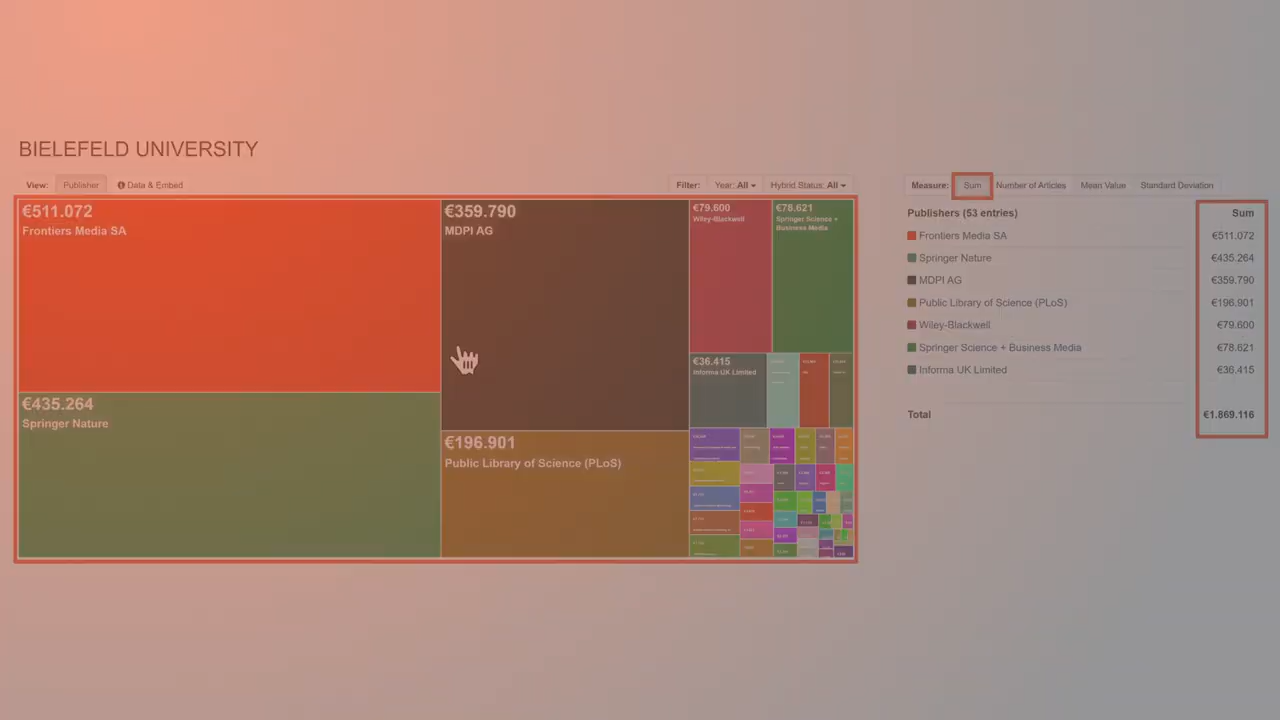 BIELEFELD UNIVERSITY
View: Publisher Data & Embed
Filter: Year: All Hybrid Status: All
€511.072
Frontiers Media SA
€435.264
Springer Nature
€359.790
MDPI AG
€196.901
Public Library of Science (PLoS)
€79.600
Wiley-Blackwell
€78.621
Springer Science +
Business Media
€36.415
Informa UK Limited
Measure: Sum Number of Articles Mean Value Standard Deviation
Publishers (53 entries) Sum
Frontiers Media SA €511.072
Springer Nature €435.264
MDPI AG €359.790
Public Library of Science (PLoS) €196.901
Wiley-Blackwell €79.600
Springer Science + Business Media €78.621
Informa UK Limited €36.415
Total €1.869.116